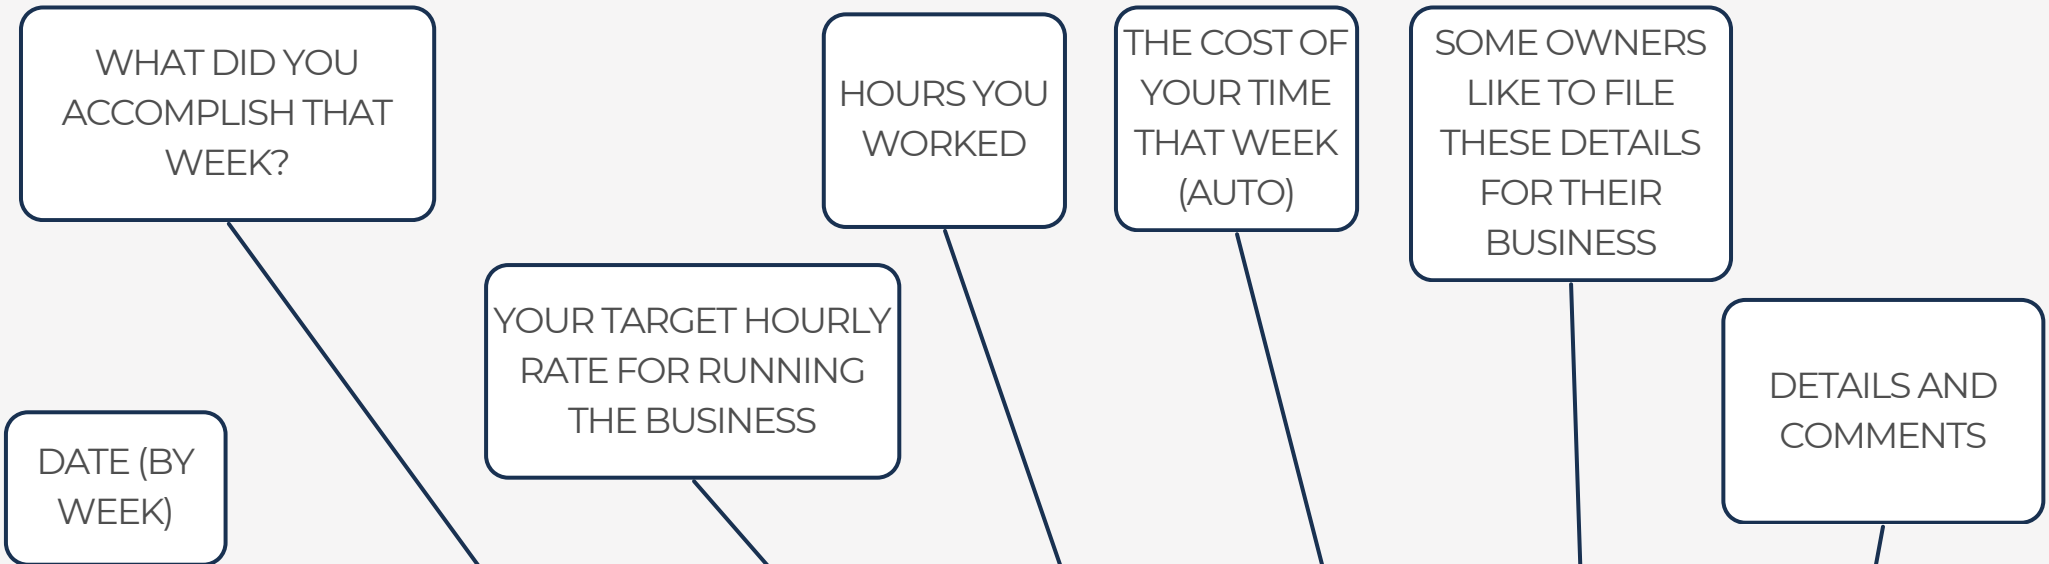 WHAT DID YOU
ACCOMPLISH THAT
WEEK?
HOURS YOU
WORKED
THE COST OF
YOUR TIME
THAT WEEK
(AUTO)
SOME OWNERS
LIKE TO FILE
THESE DETAILS
FOR THEIR
BUSINESS
YOUR TARGET HOURLY
RATE FOR RUNNING
THE BUSINESS
DETAILS AND
COMMENTS
DATE (BY
WEEK)